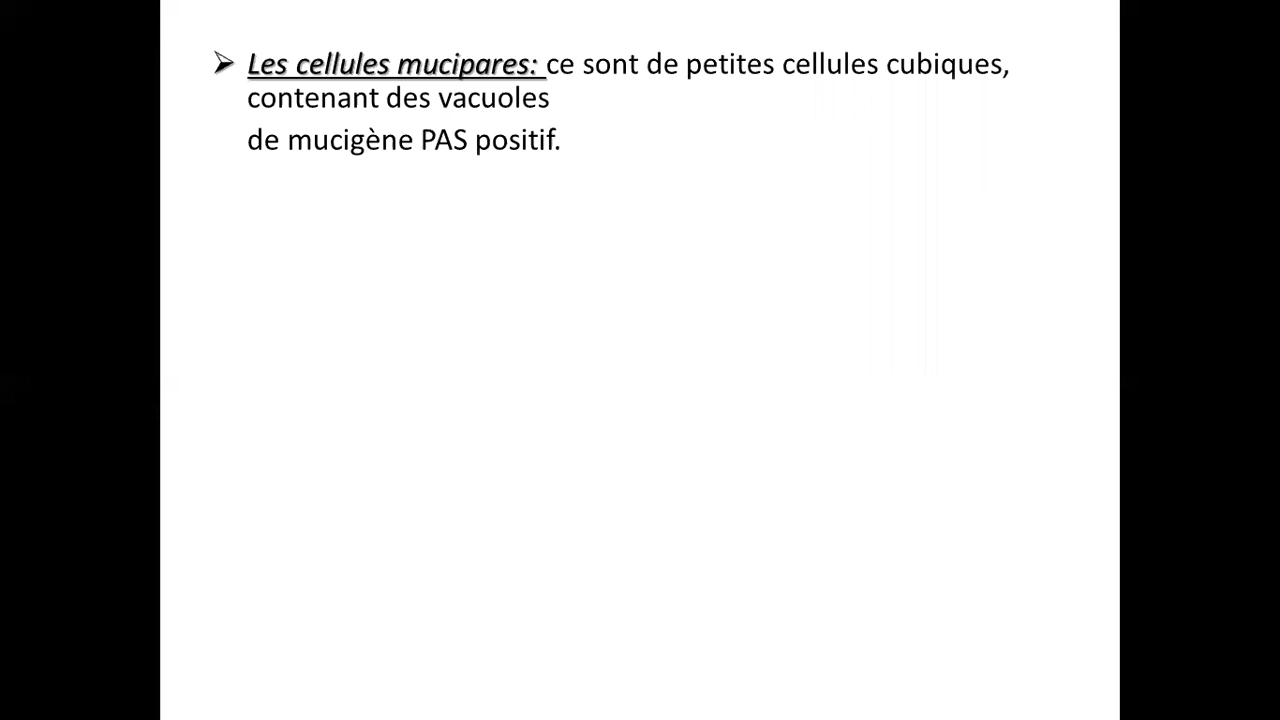 ➢ Les cellules mucipares: ce sont de petites cellules cubiques,
contenant des vacuoles
de mucigène PAS positif.